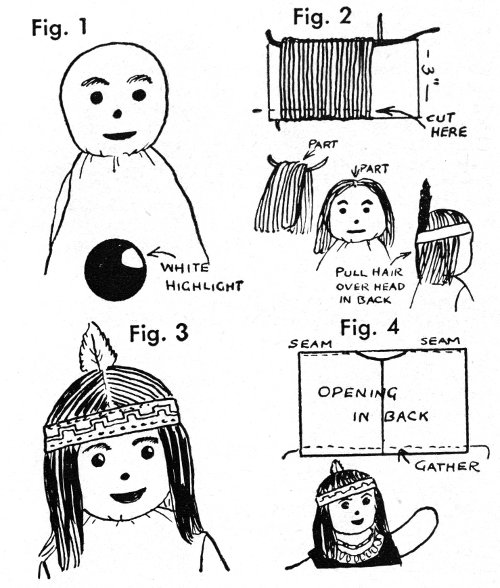 Fig. 1
WHITE
HIGHLIGHT
Fig. 2
- 3" -
CUT
HERE
PART
PART
PULL HAIR
OVER HEAD
IN BACK
Fig. 3
Fig. 4
SEAM
SEAM
OPENING
IN BACK
GATHER